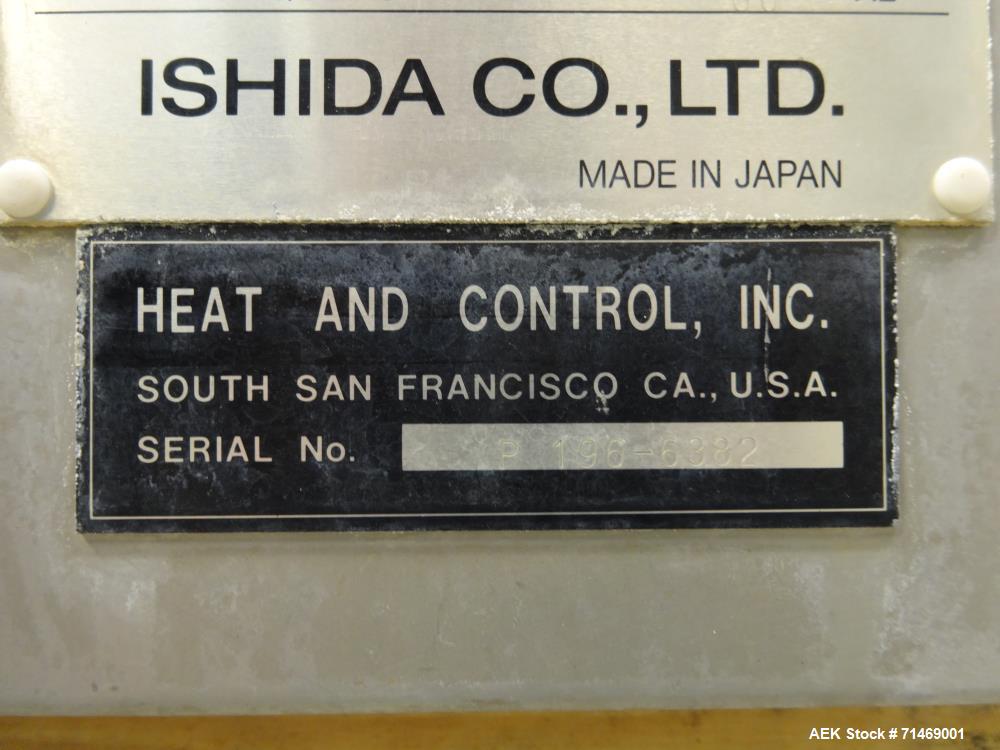 ISHIDA CO., LTD.
MADE IN JAPAN
HEAT AND CONTROL, INC.
SOUTH SAN FRANCISCO CA., U.S.A.
SERIAL No. P 196-6382
AEK Stock # 71469001